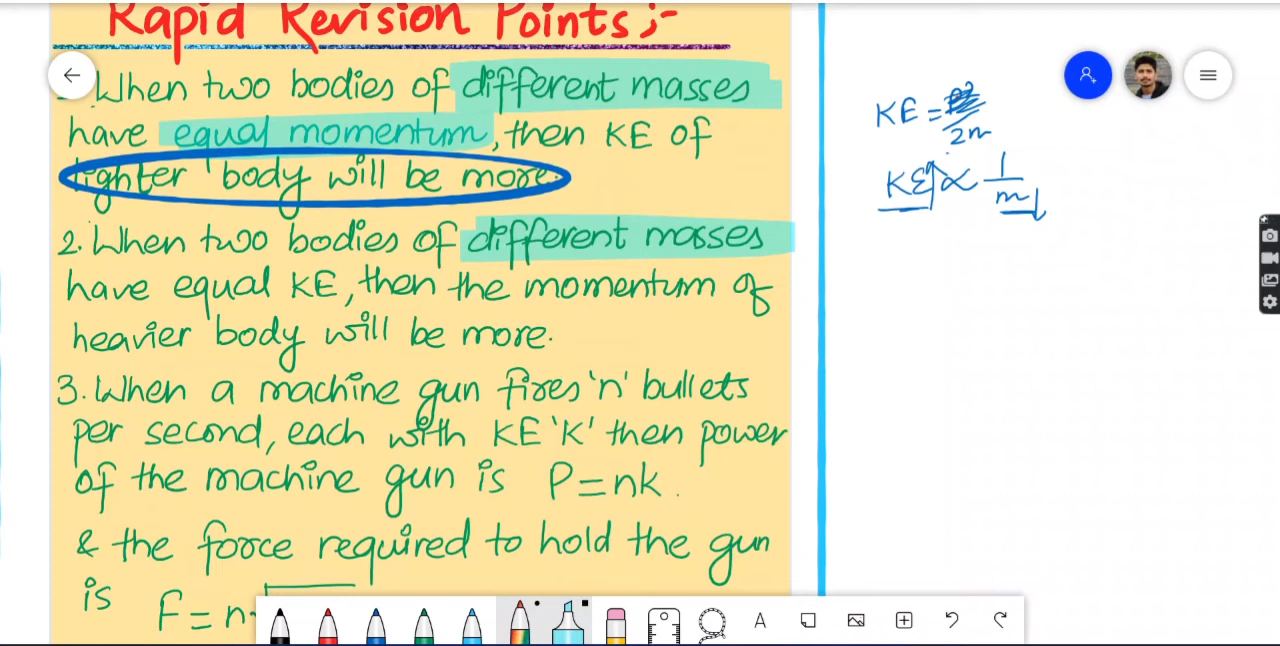 Rapid Revision Points ;-
When two bodies of different masses
have equal momentum, then KE of
lighter body will be more.
2. When two bodies of different masses
have equal KE, then the momentum of
heavier body will be more.
3. When a machine gun fires 'n' bullets
per second, each with KE 'K' then power
of the machine gun is P=nk.
& the force required to hold the gun
is F=n
KE = P²/2m
KE ∝ 1/m
A